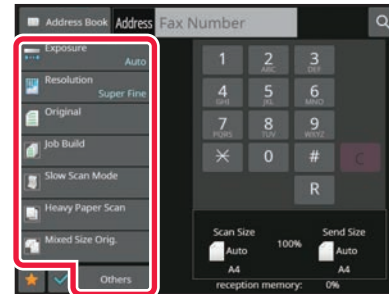 Address Book Address Fax Number
Exposure
Auto
Resolution
Super Fine
Original
Job Build
Slow Scan Mode
Heavy Paper Scan
Mixed Size Orig.
Others
1 2 3
ABC DEF
4 5 6
GHI JKL MNO
7 8 9
PQRS TUV WXYZ
0 # C
R
Scan Size Send Size
Auto 100% Auto
A4 A4
reception memory: 0%